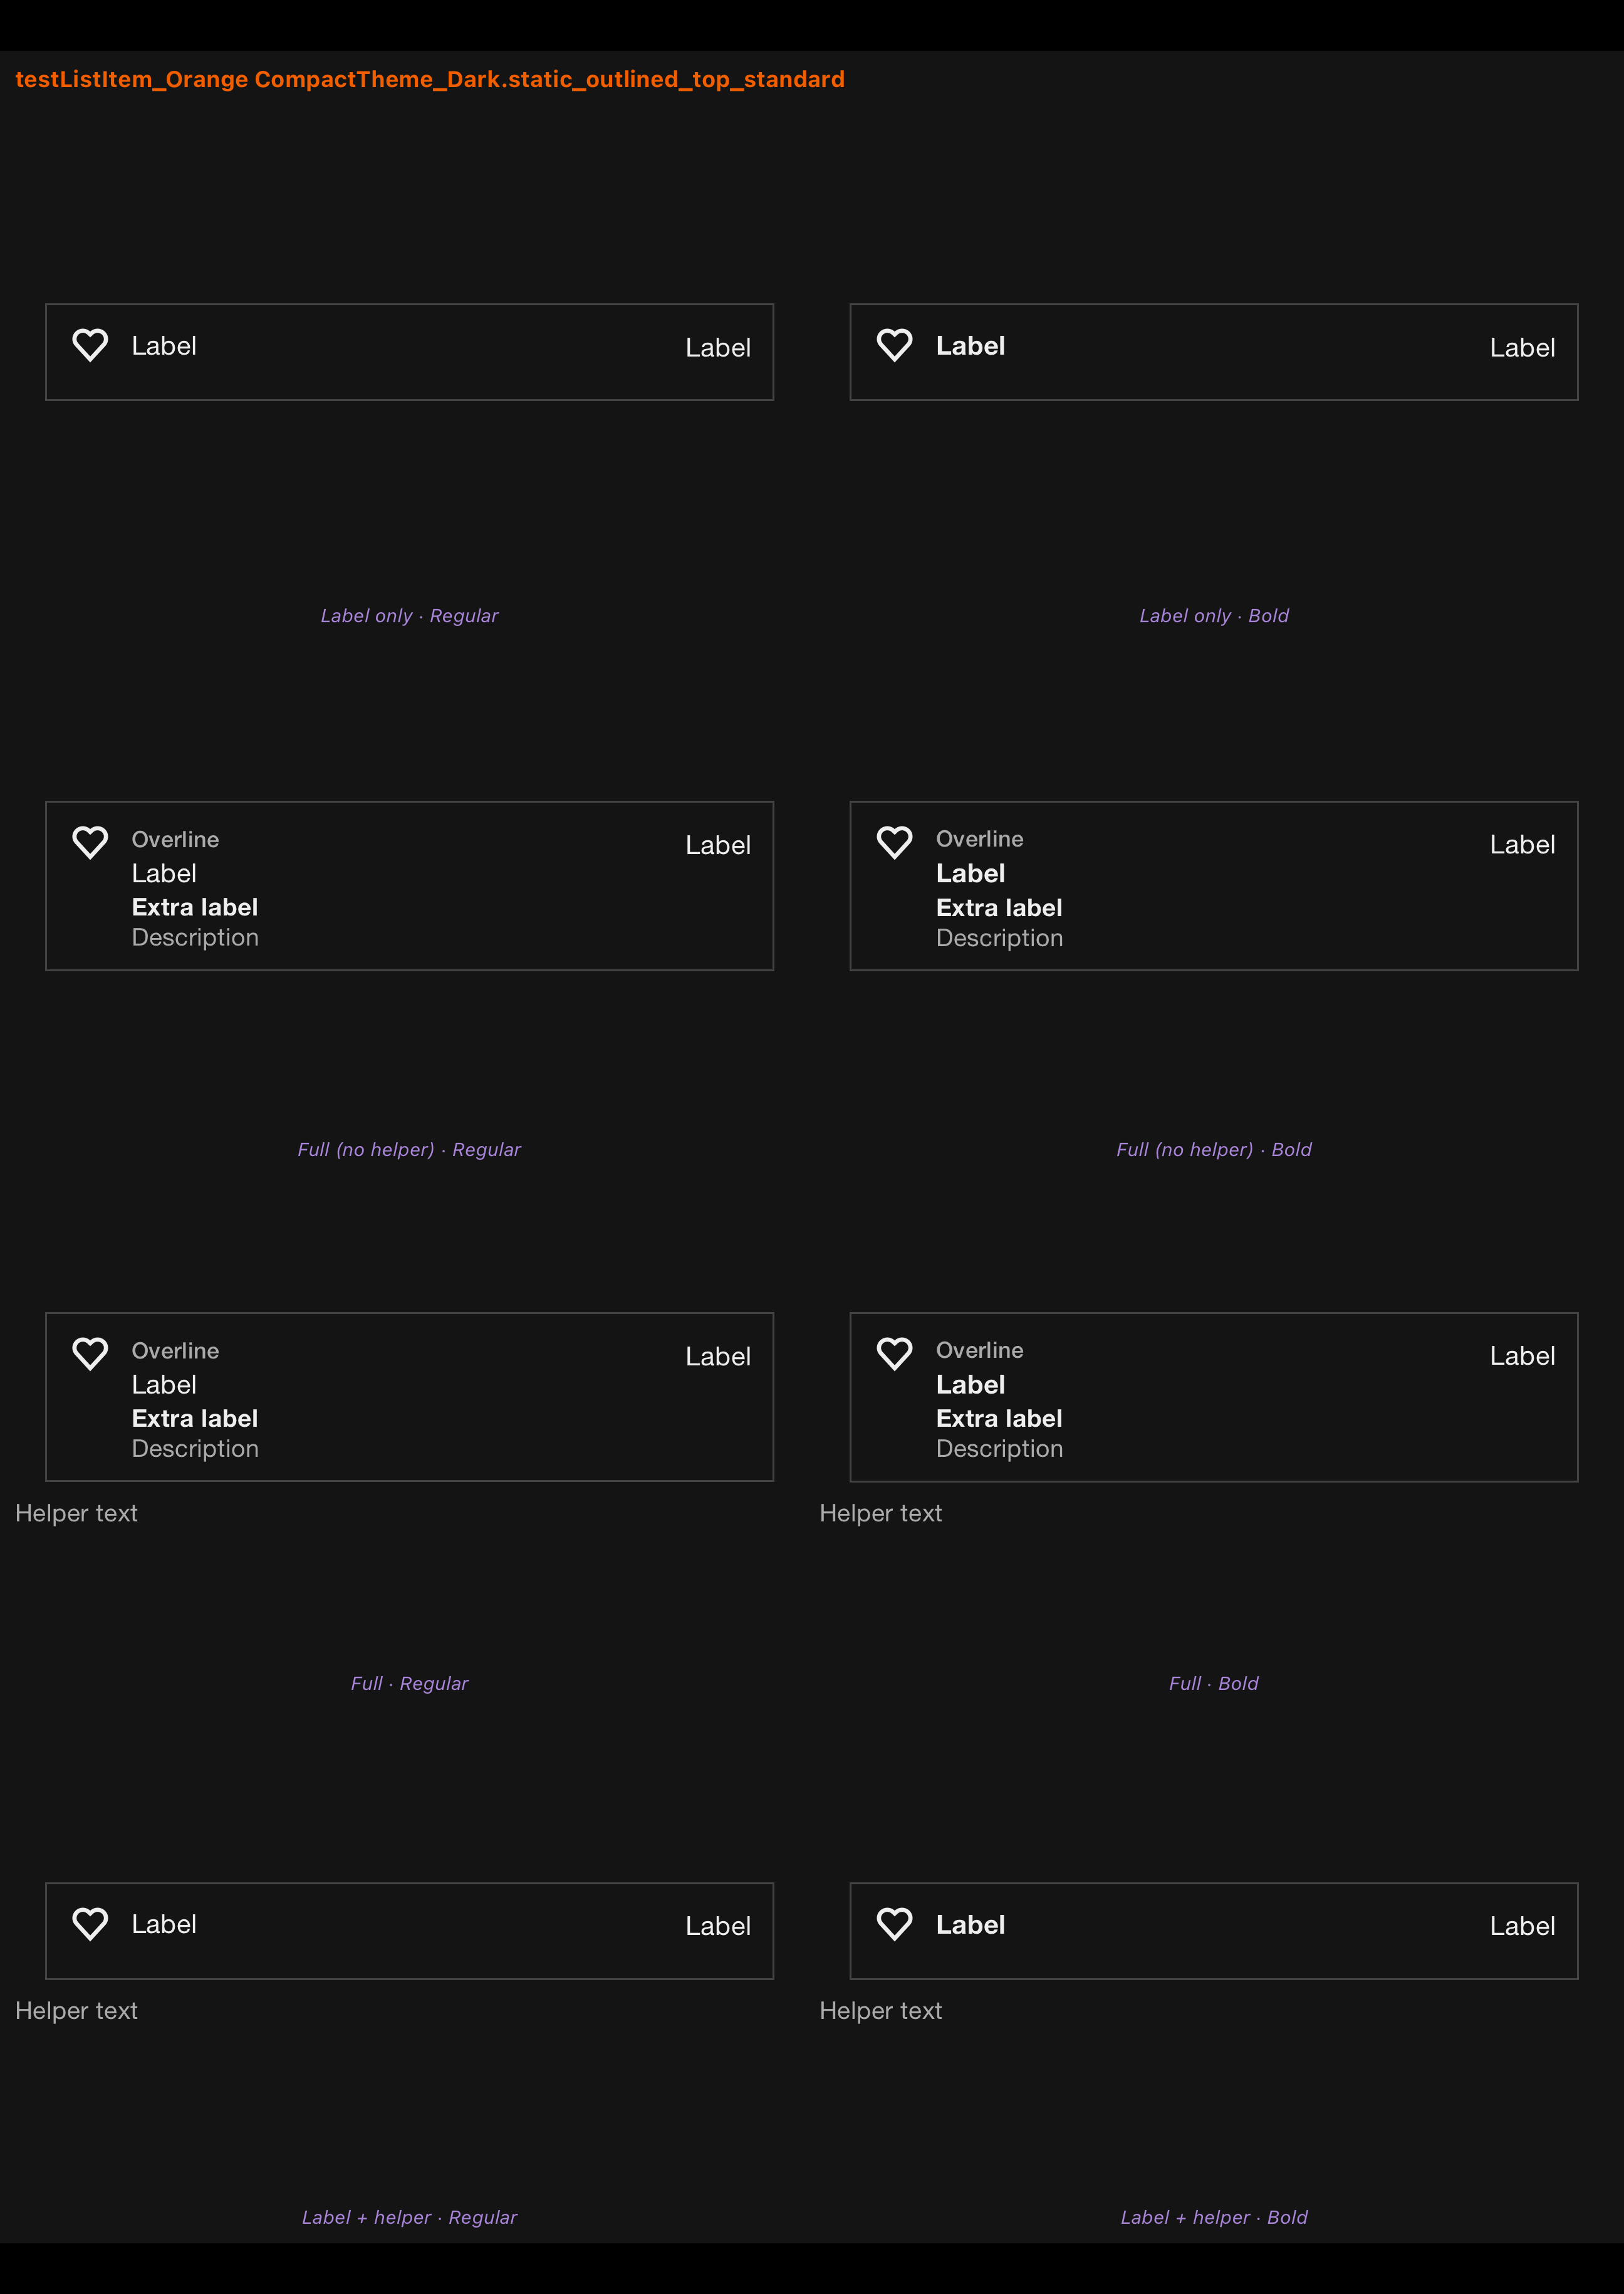 testListItem_Orange CompactTheme_Dark.static_outlined_top_standard
Label Label Label Label
Label only · Regular Label only · Bold
Overline Label Overline Label
Label Label
Extra label Extra label
Description Description
Full (no helper) · Regular Full (no helper) · Bold
Overline Label Overline Label
Label Label
Extra label Extra label
Description Description
Helper text Helper text
Full · Regular Full · Bold
Label Label Label Label
Helper text Helper text
Label + helper · Regular Label + helper · Bold